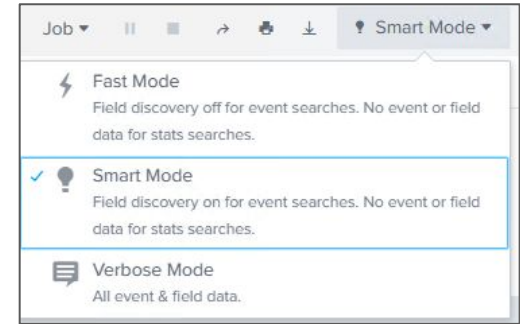 Job Smart Mode
Fast Mode
Field discovery off for event searches. No event or field
data for stats searches.
Smart Mode
Field discovery on for event searches. No event or field
data for stats searches.
Verbose Mode
All event & field data.